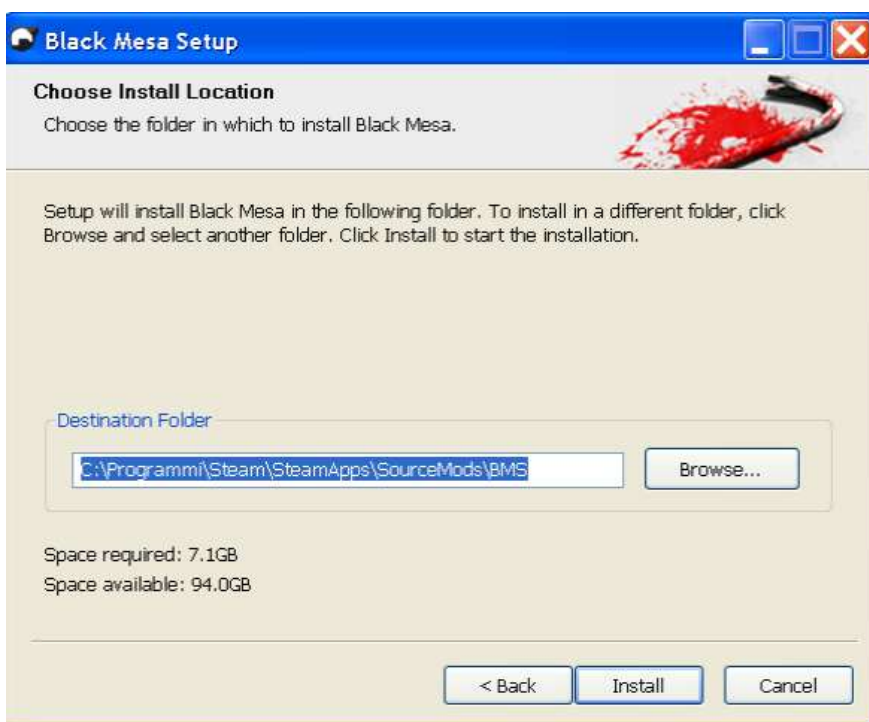 Black Mesa Setup
Choose Install Location
Choose the folder in which to install Black Mesa.
Setup will install Black Mesa in the following folder. To install in a different folder, click
Browse and select another folder. Click Install to start the installation.
Destination Folder
C:\Programmi\Steam\SteamApps\SourceMods\BMS
Browse...
Space required: 7.1GB
Space available: 94.0GB
< Back
Install
Cancel